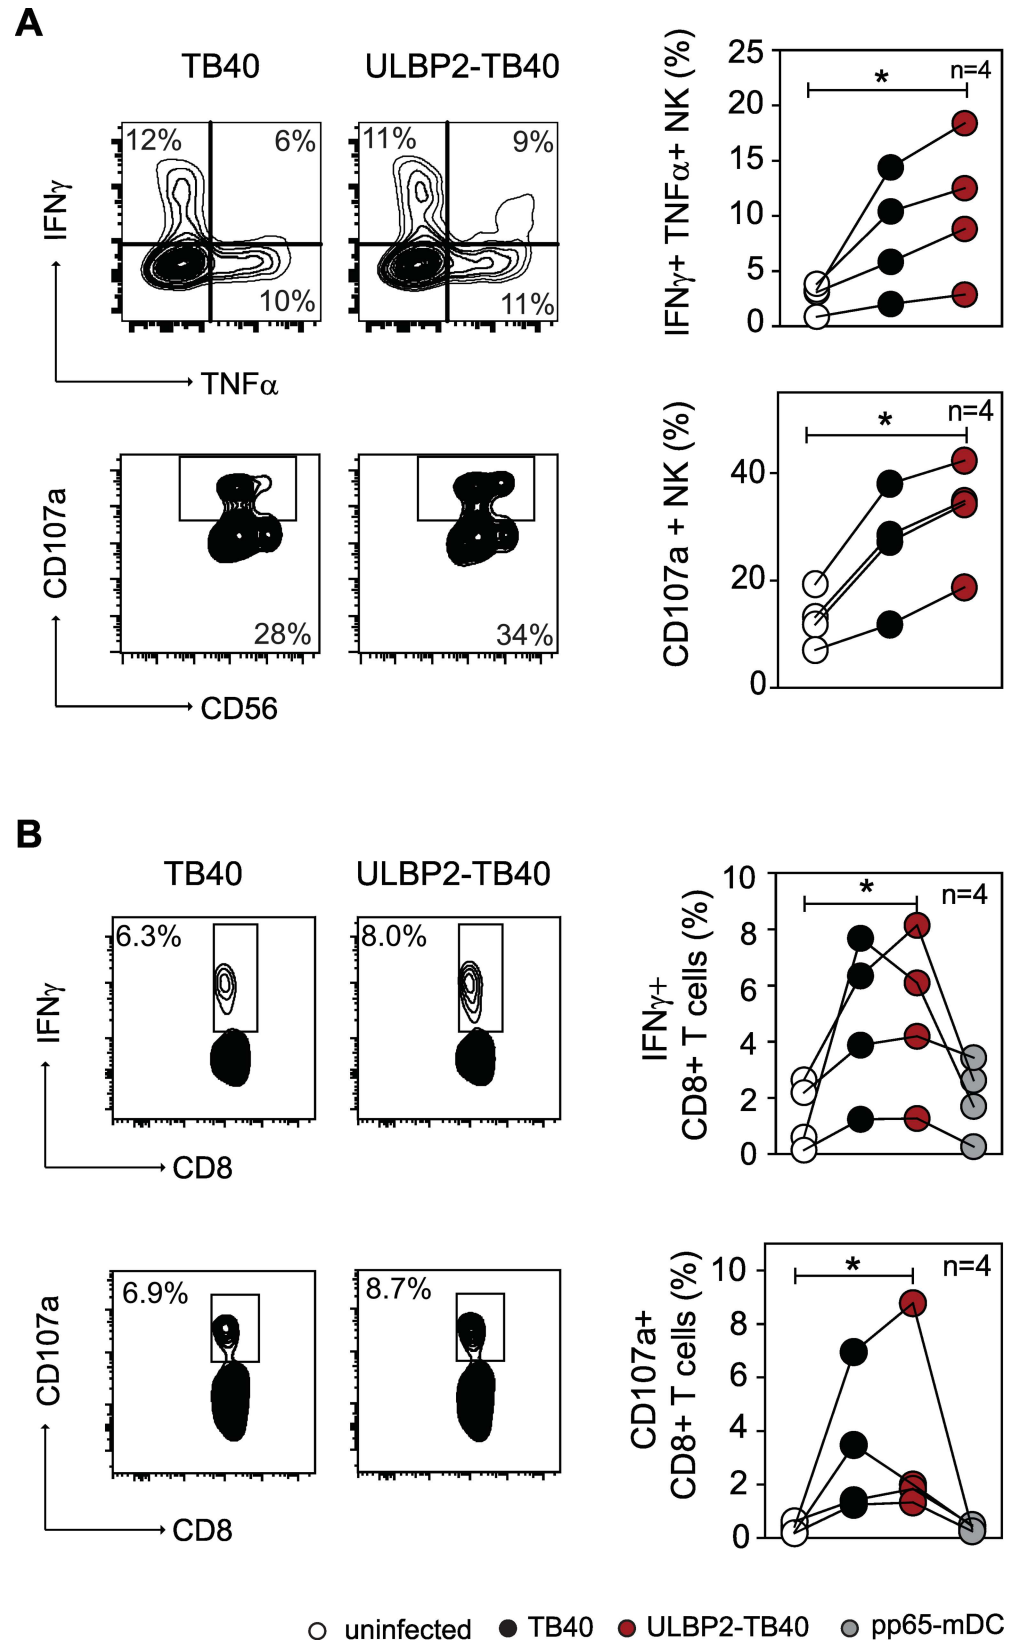 A
TB40
ULBP2-TB40
IFNγ
12%
6%
10%
11%
9%
11%
TNFα
IFNγ+ TNFα+ NK (%)
25
20
15
10
5
0
*
n=4
CD107a
28%
34%
CD56
CD107a + NK (%)
40
20
0
*
n=4
B
TB40
ULBP2-TB40
IFNγ
6.3%
8.0%
CD8
IFNγ+
CD8+ T cells (%)
10
8
6
4
2
0
*
n=4
CD107a
6.9%
8.7%
CD8
CD107a+
CD8+ T cells (%)
10
8
6
4
2
0
*
n=4
uninfected TB40 ULBP2-TB40 pp65-mDC